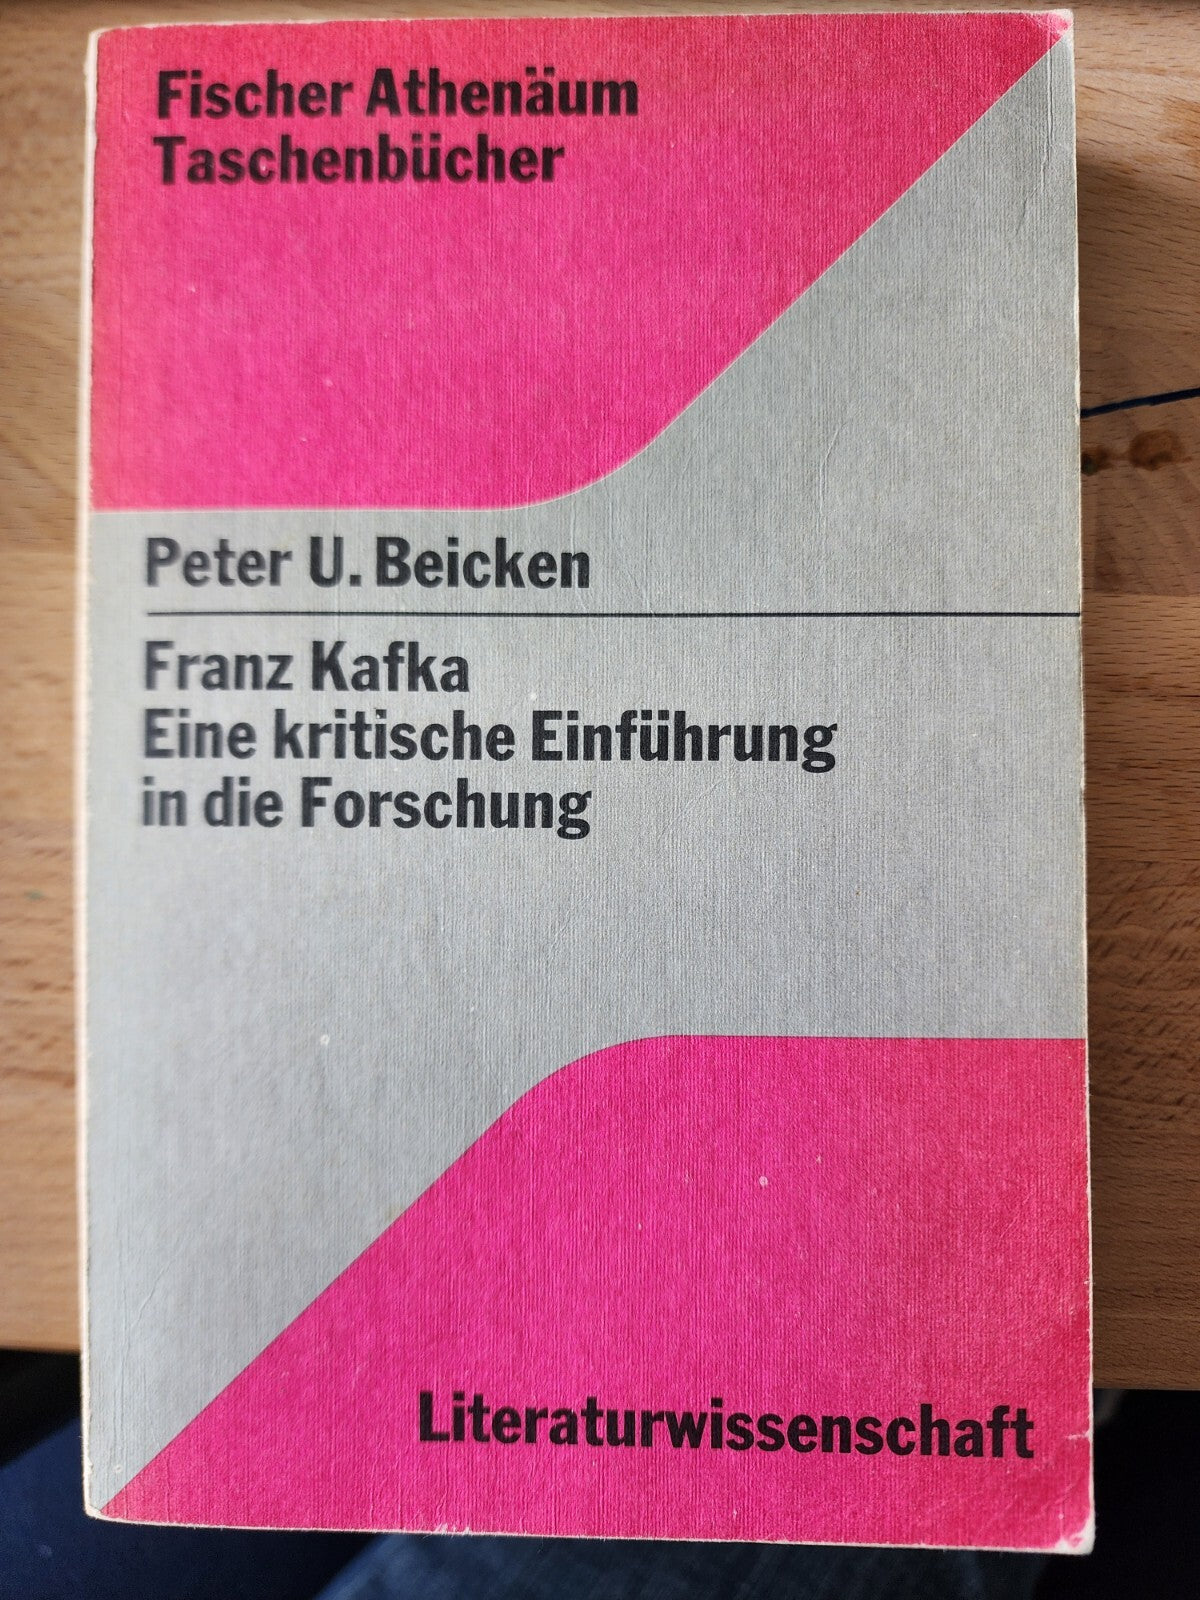 Fischer Athenäum
Taschenbücher
Peter U. Beicken
Franz Kafka
Eine kritische Einführung
in die Forschung
Literaturwissenschaft